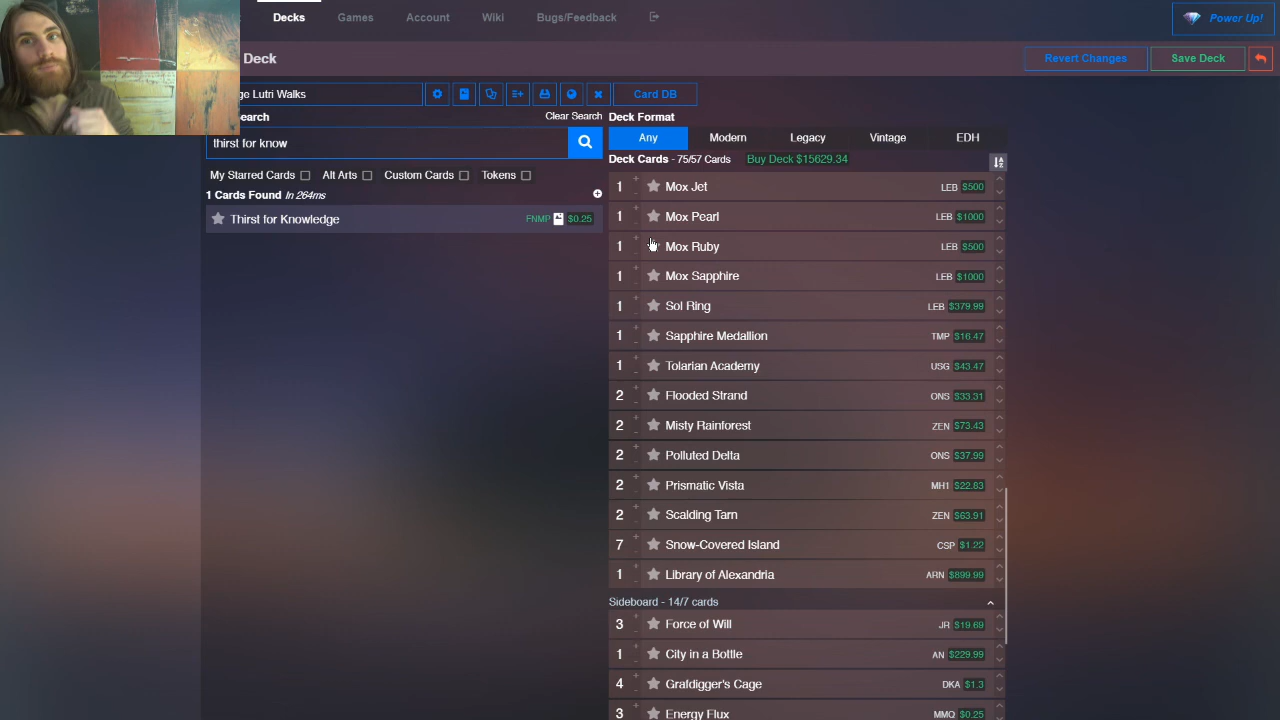 Decks Games Account Wiki Bugs/Feedback Power Up!
Deck Revert Changes Save Deck
ge Lutri Walks Card DB
earch Clear Search Deck Format
thirst for know Any Modern Legacy Vintage EDH
Deck Cards - 75/57 Cards Buy Deck $15629.34
My Starred Cards Alt Arts Custom Cards Tokens
1 Cards Found In 264ms
Thirst for Knowledge FNMP $0.25
1 Mox Jet LEB $500
1 Mox Pearl LEB $1000
1 Mox Ruby LEB $500
1 Mox Sapphire LEB $1000
1 Sol Ring LEB $379.99
1 Sapphire Medallion TMP $16.47
1 Tolarian Academy USG $43.47
2 Flooded Strand ONS $33.31
2 Misty Rainforest ZEN $73.43
2 Polluted Delta ONS $37.99
2 Prismatic Vista MH1 $22.83
2 Scalding Tarn ZEN $63.91
7 Snow-Covered Island CSP $1.22
1 Library of Alexandria ARN $899.99
Sideboard - 14/7 cards
3 Force of Will JR $19.69
1 City in a Bottle AN $229.99
4 Grafdigger's Cage DKA $1.3
3 Energy Flux MMQ $0.25